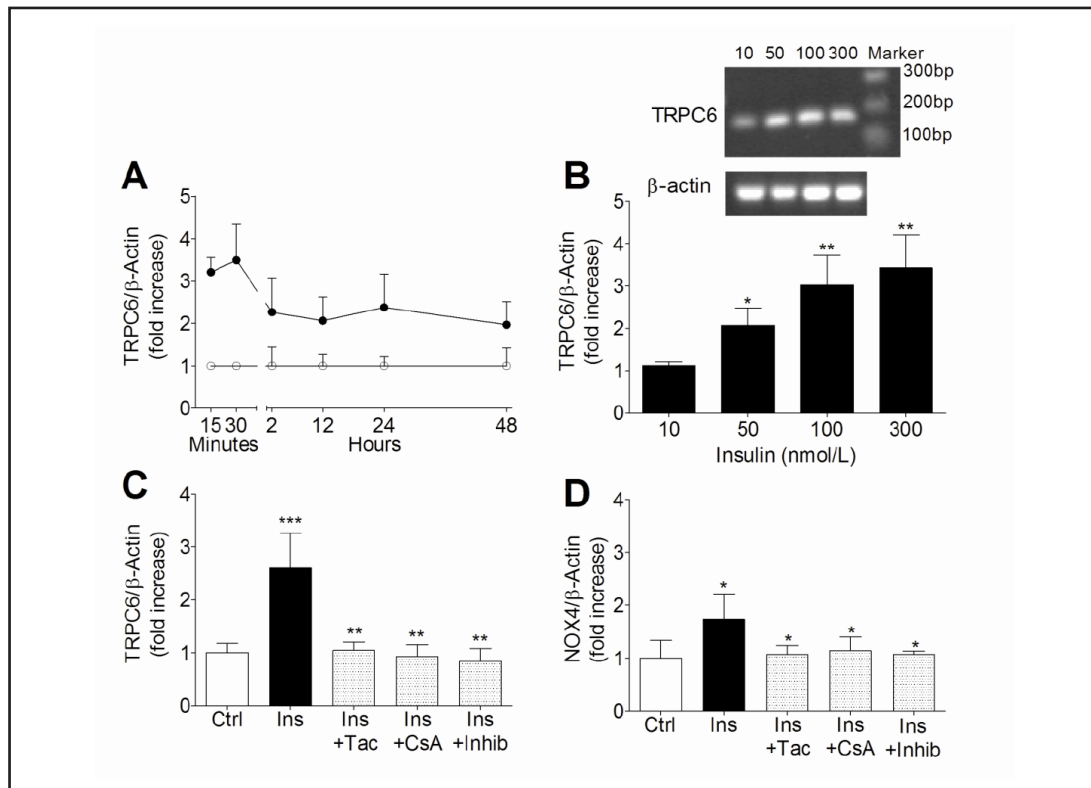 10 50 100 300 Marker
300bp
200bp
100bp
TRPC6
β-actin
A
TRPC6/β-Actin
(fold increase)
5
4
3
2
1
0
15 30 2 12 24 48
Minutes Hours
B
TRPC6/β-Actin
(fold increase)
5
4
3
2
1
0
*
**
**
10 50 100 300
Insulin (nmol/L)
C
TRPC6/β-Actin
(fold increase)
4
3
2
1
0
***
**
**
**
Ctrl Ins Ins Ins Ins
+Tac +CsA +Inhib
D
NOX4/β-Actin
(fold increase)
4
3
2
1
0
*
*
*
*
Ctrl Ins Ins Ins Ins
+Tac +CsA +Inhib